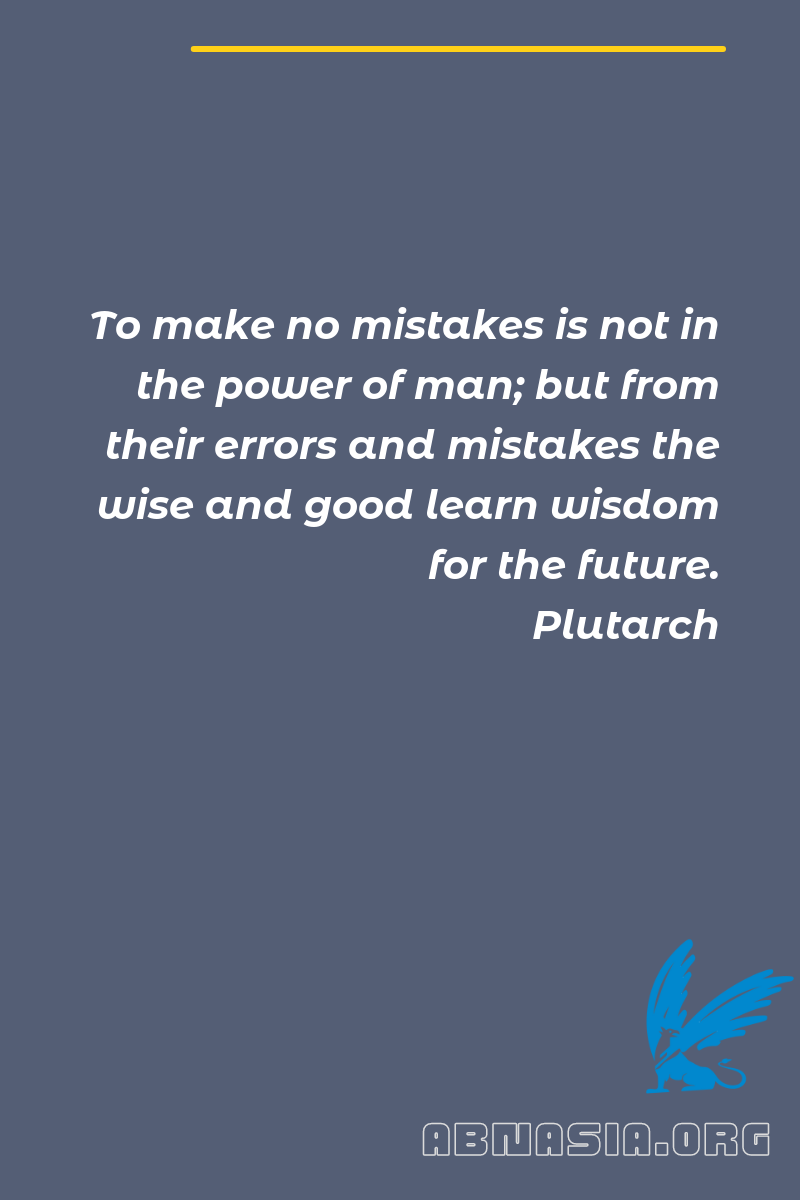 To make no mistakes is not in
the power of man; but from
their errors and mistakes the
wise and good learn wisdom
for the future.
Plutarch
ABNASIA.ORG